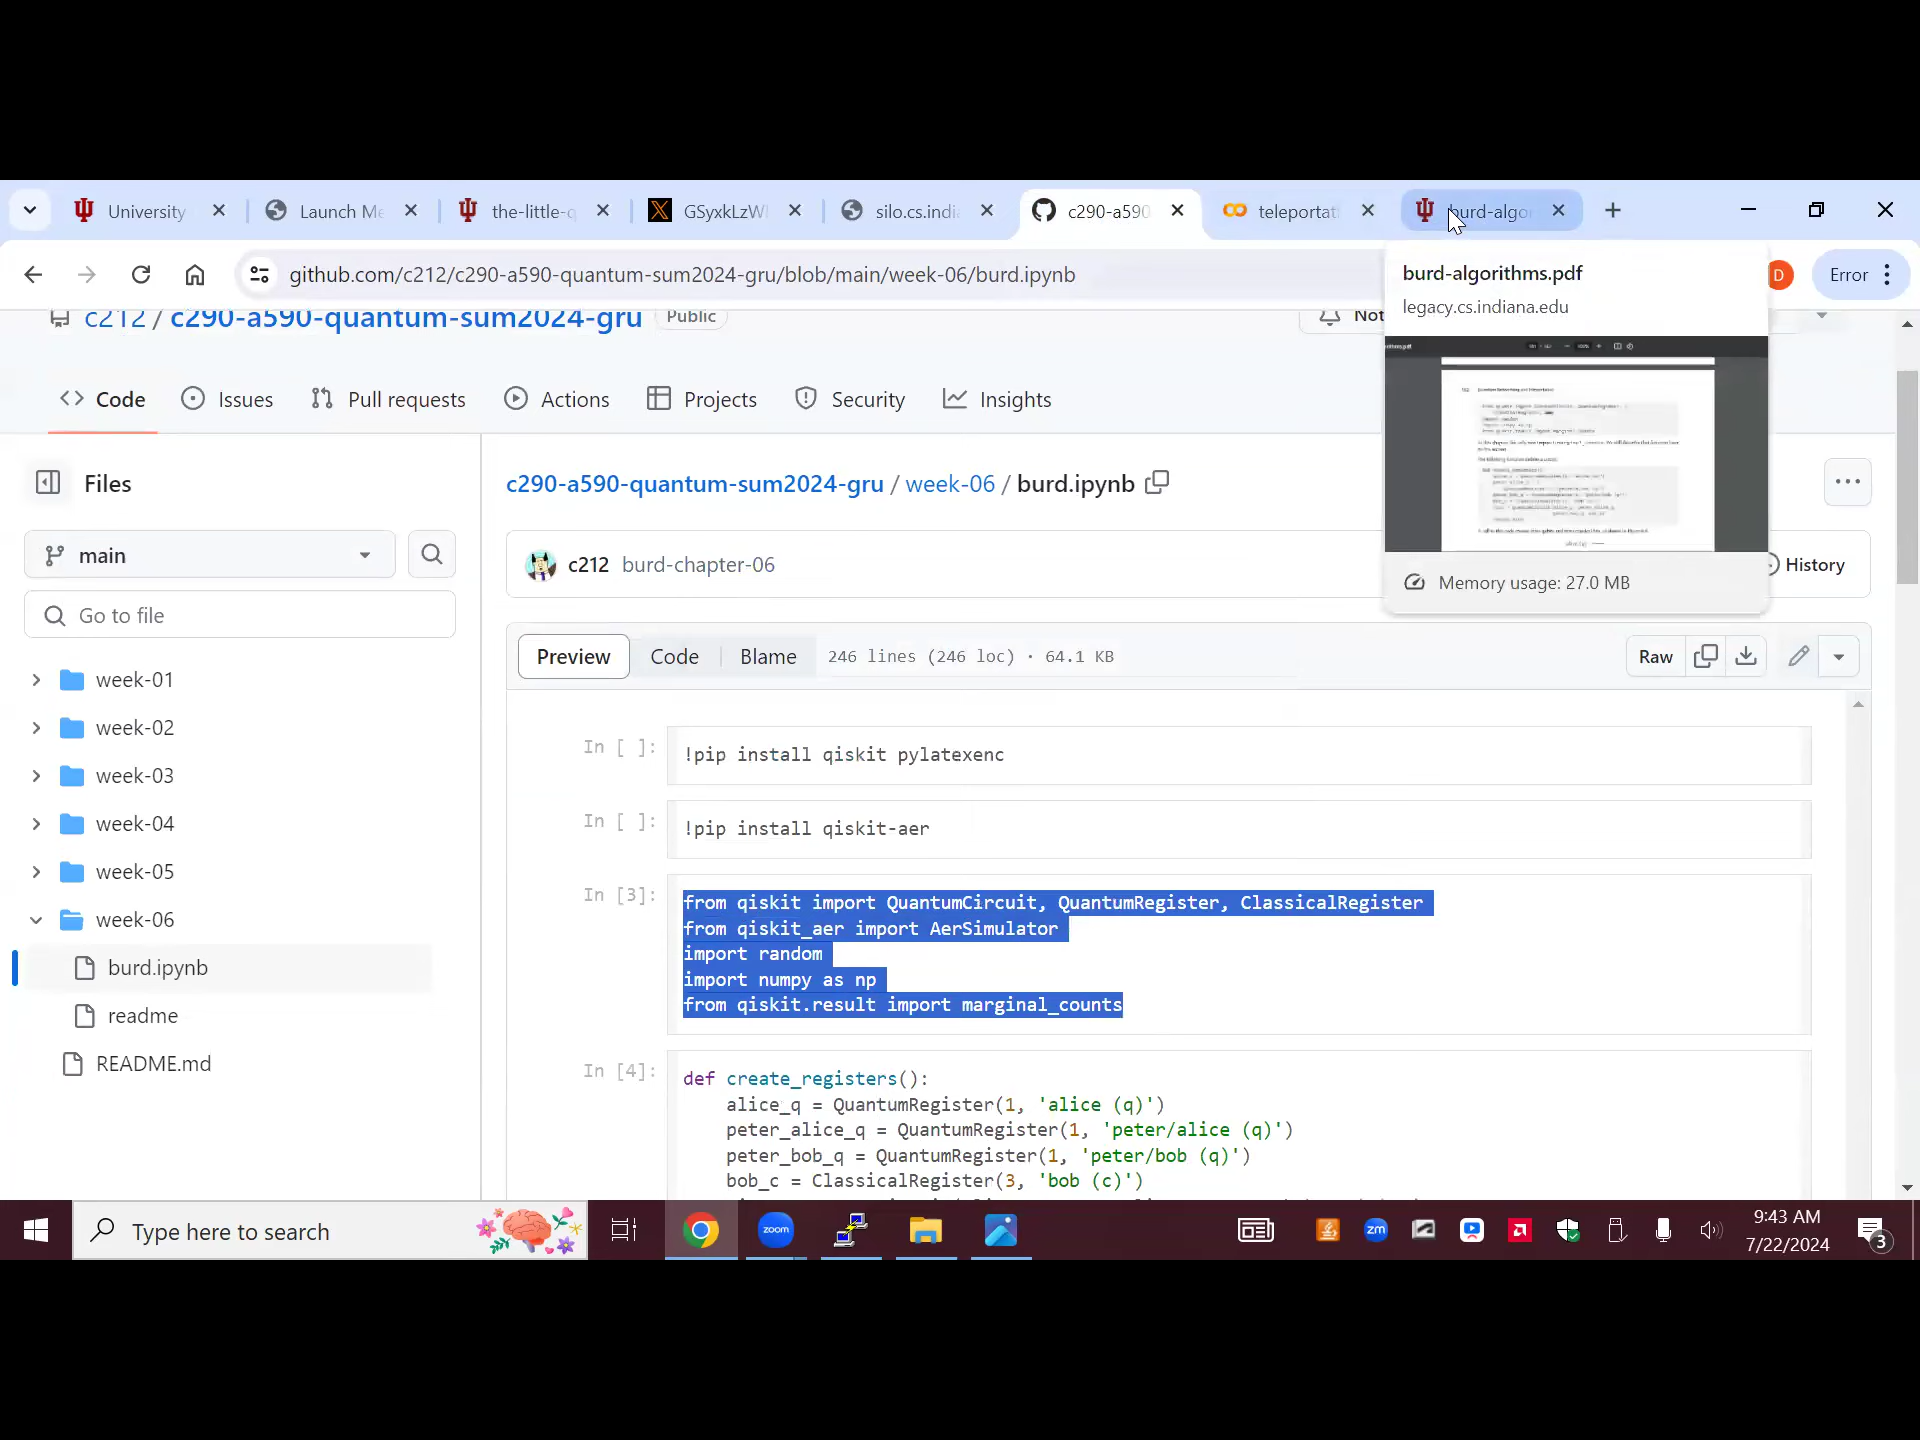 University
Launch Me
the-little-q
GSyxkLzW
silo.cs.indi
c290-a590
teleportat
burd-algo
github.com/c212/c290-a590-quantum-sum2024-gru/blob/main/week-06/burd.ipynb
D
Error
burd-algorithms.pdf
legacy.cs.indiana.edu
Memory usage: 27.0 MB
c212 / c290-a590-quantum-sum2024-gru Public
Not
Code Issues Pull requests Actions Projects Security Insights
Files
main
Go to file
week-01
week-02
week-03
week-04
week-05
week-06
burd.ipynb
readme
README.md
c290-a590-quantum-sum2024-gru / week-06 / burd.ipynb
c212 burd-chapter-06
History
Preview Code Blame 246 lines (246 loc) · 64.1 KB
Raw
In [ ]: !pip install qiskit pylatexenc
In [ ]: !pip install qiskit-aer
In [3]: from qiskit import QuantumCircuit, QuantumRegister, ClassicalRegister
from qiskit_aer import AerSimulator
import random
import numpy as np
from qiskit.result import marginal_counts
In [4]: def create_registers():
alice_q = QuantumRegister(1, 'alice (q)')
peter_alice_q = QuantumRegister(1, 'peter/alice (q)')
peter_bob_q = QuantumRegister(1, 'peter/bob (q)')
bob_c = ClassicalRegister(3, 'bob (c)')
Type here to search
zoom
zm
9:43 AM
7/22/2024
3